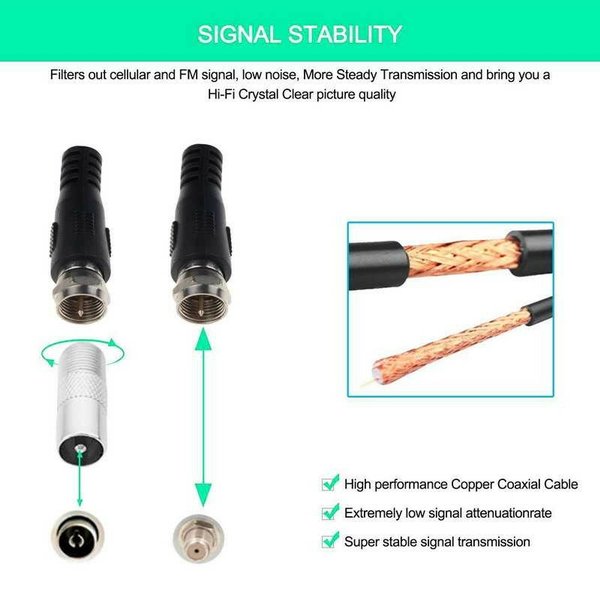 SIGNAL STABILITY
Filters out cellular and FM signal, low noise, More Steady Transmission and bring you a
Hi-Fi Crystal Clear picture quality
High performance Copper Coaxial Cable
Extremely low signal attenuationrate
Super stable signal transmission